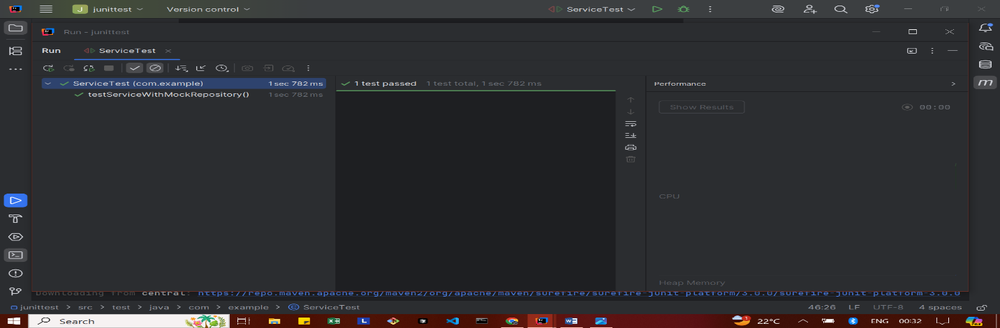 J junittest Version control ServiceTest
Run - junittest
Run ServiceTest
ServiceTest (com.example) 1 sec 782 ms
testServiceWithMockRepository() 1 sec 782 ms
1 test passed 1 test total, 1 sec 782 ms
Performance
Show Results 00:00
CPU
Heap Memory
Downloading from central: https://repo.maven.apache.org/maven2/org/apache/maven/surefire/surefire-junit-platform/3.0.0/surefire-junit-platform-3.0.0
junittest > src > test > java > com > example > ServiceTest 46:26 LF UTF-8 4 spaces
Search 22°C ENG 00:32